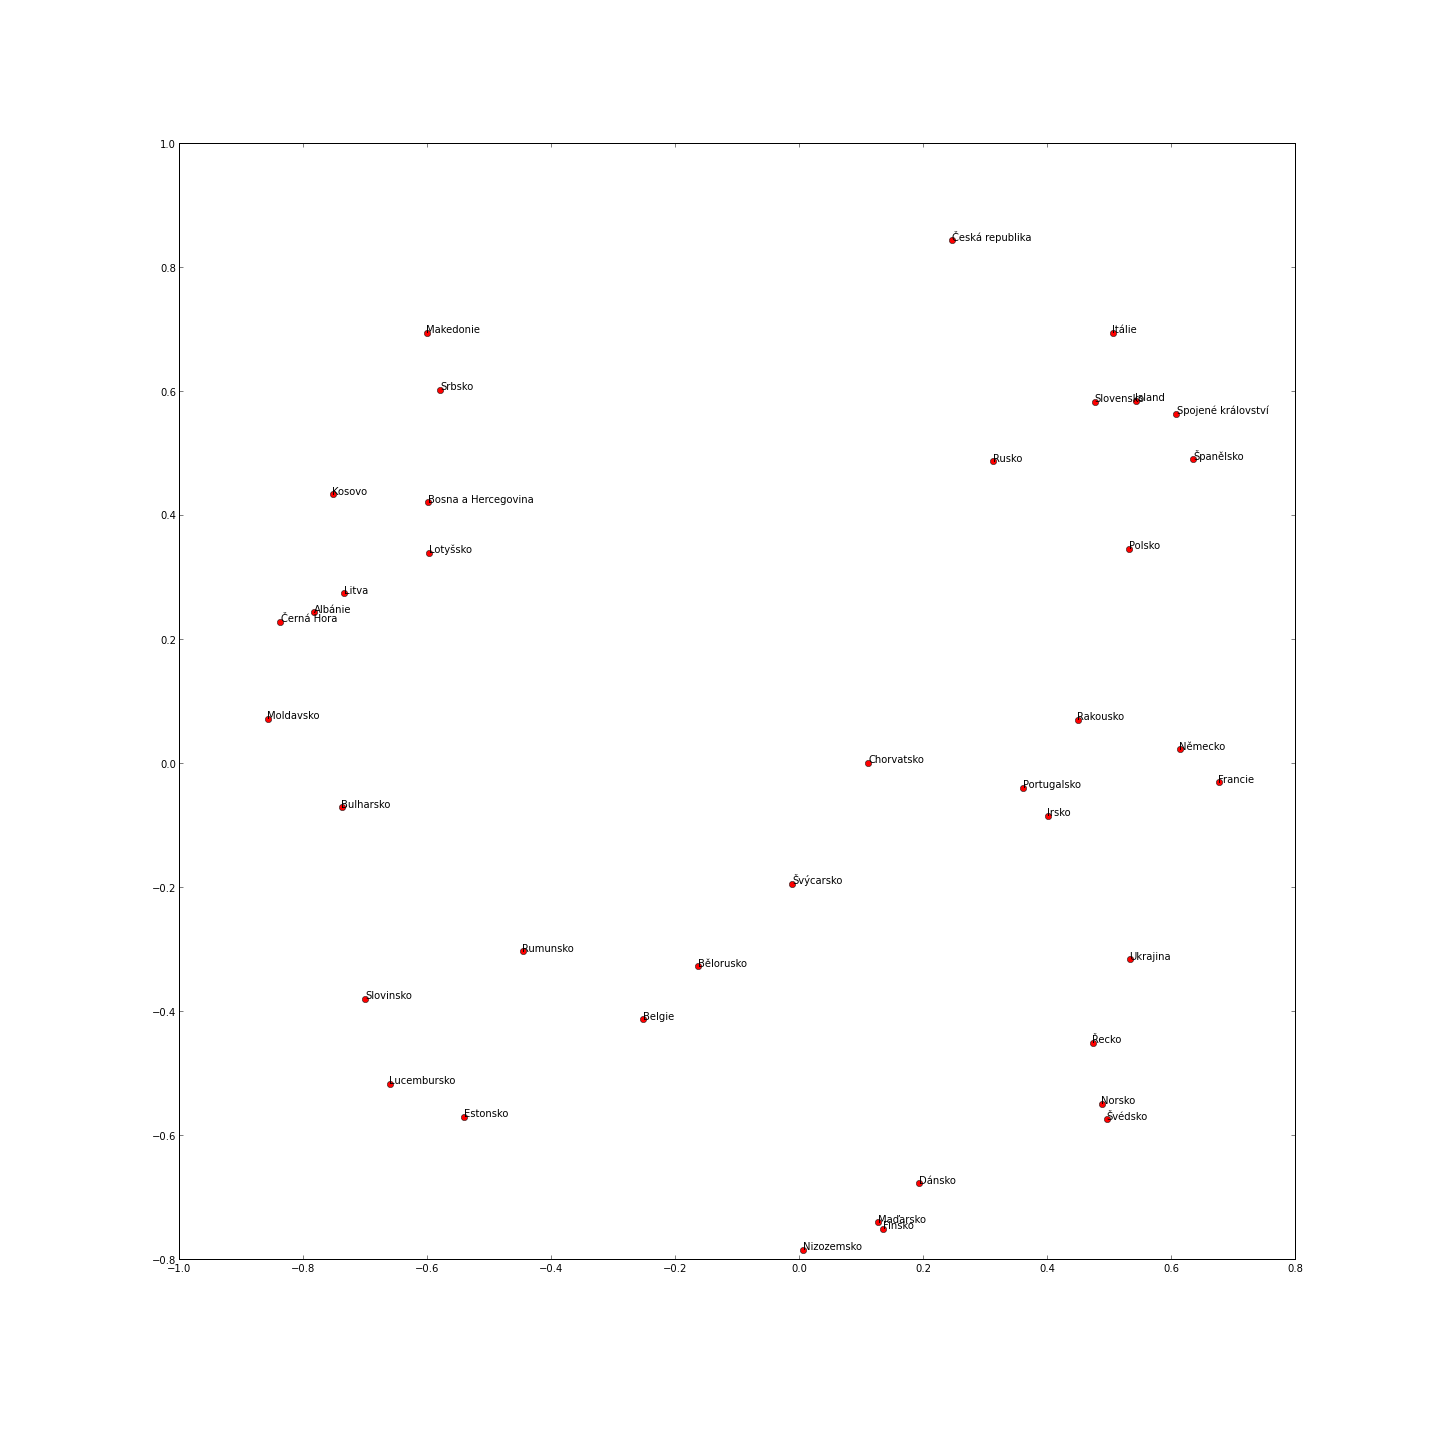 1.0
Česká republika
0.8
Makedonie
Itálie
0.6
Srbsko
Slovensko
Island
Spojené království
Rusko
Španělsko
Kosovo
Bosna a Hercegovina
0.4
Lotyšsko
Polsko
Litva
Albánie
Černá Hora
0.2
Moldavsko
Rakousko
Německo
0.0
Chorvatsko
Francie
Portugalsko
Bulharsko
Irsko
−0.2
Švýcarsko
Rumunsko
Bělorusko
Ukrajina
Slovinsko
−0.4
Belgie
Řecko
Lucembursko
Estonsko
Norsko
Švédsko
−0.6
Dánsko
Maďarsko
Finsko
Nizozemsko
−0.8
−1.0 −0.8 −0.6 −0.4 −0.2 0.0 0.2 0.4 0.6 0.8